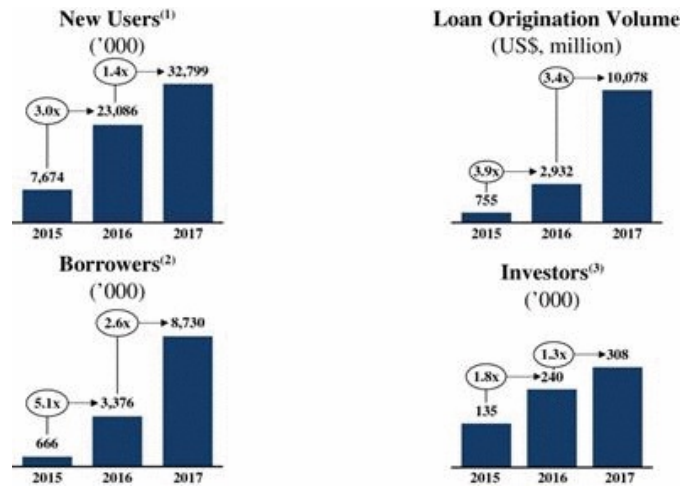 New Users(1)
('000)
1.4x
32,799
3.0x
23,086
7,674
2015 2016 2017
Loan Origination Volume
(US$, million)
3.4x
10,078
3.9x
2,932
755
2015 2016 2017
Borrowers(2)
('000)
2.6x
8,730
5.1x
3,376
666
2015 2016 2017
Investors(3)
('000)
1.3x
308
1.8x
240
135
2015 2016 2017